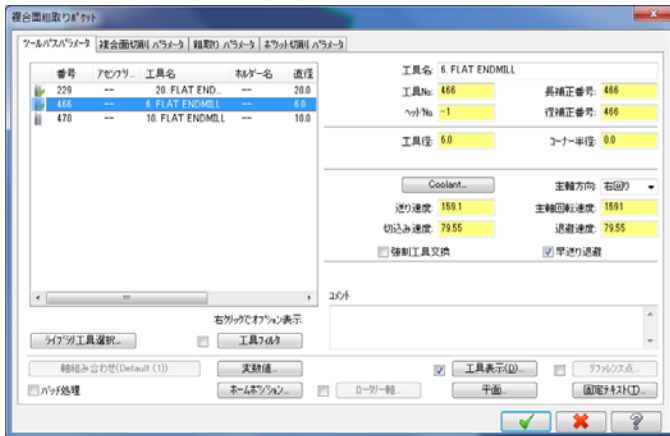 複合面粗取りポケット
ツールパスパラメータ 複合面切削パラメータ 粗取りパラメータ ポケット切削パラメータ
番号 アセンブリ... 工具名 ホルダー名 直径
229 -- 20. FLAT END... -- 20.0
466 -- 6. FLAT ENDMILL -- 6.0
470 -- 10. FLAT ENDMILL -- 10.0
右クリックでオプション表示
ライブラリ工具選択... 工具フィルタ
軸組み合わせ(Default (1)) 実数値...
バッチ処理 ホームポジション... ロータリー軸...
工具名: 6. FLAT ENDMILL
工具No. 466 長補正番号: 466
ヘッドNo. -1 径補正番号: 466
工具径: 6.0 コーナー半径: 0.0
Coolant... 主軸方向: 右回り
送り速度: 159.1 主軸回転速度: 1591
切込み速度: 79.55 退避速度: 79.55
強制工具交換 早送り退避
コメント
工具表示(D)... リファレンス点...
平面... 固定テキスト(T)...